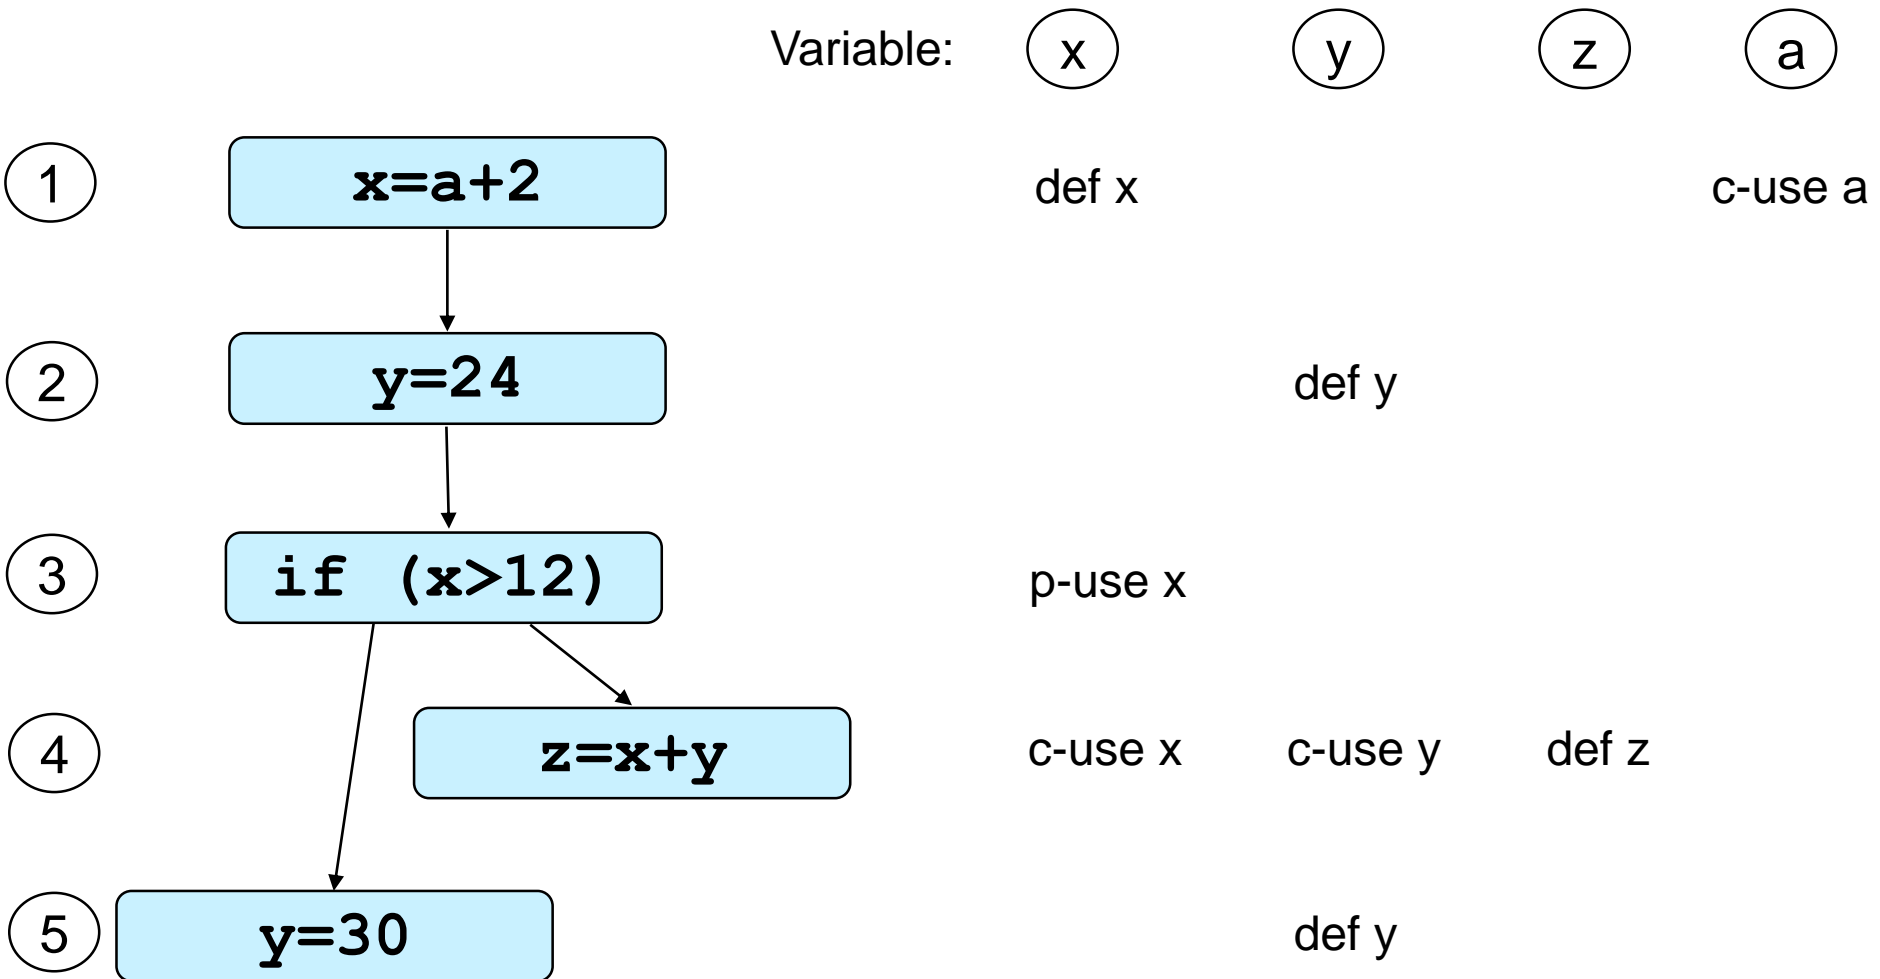 Variable: x y z a
1 x=a+2 def x c-use a
2 y=24 def y
3 if (x>12) p-use x
4 z=x+y c-use x c-use y def z
5 y=30 def y